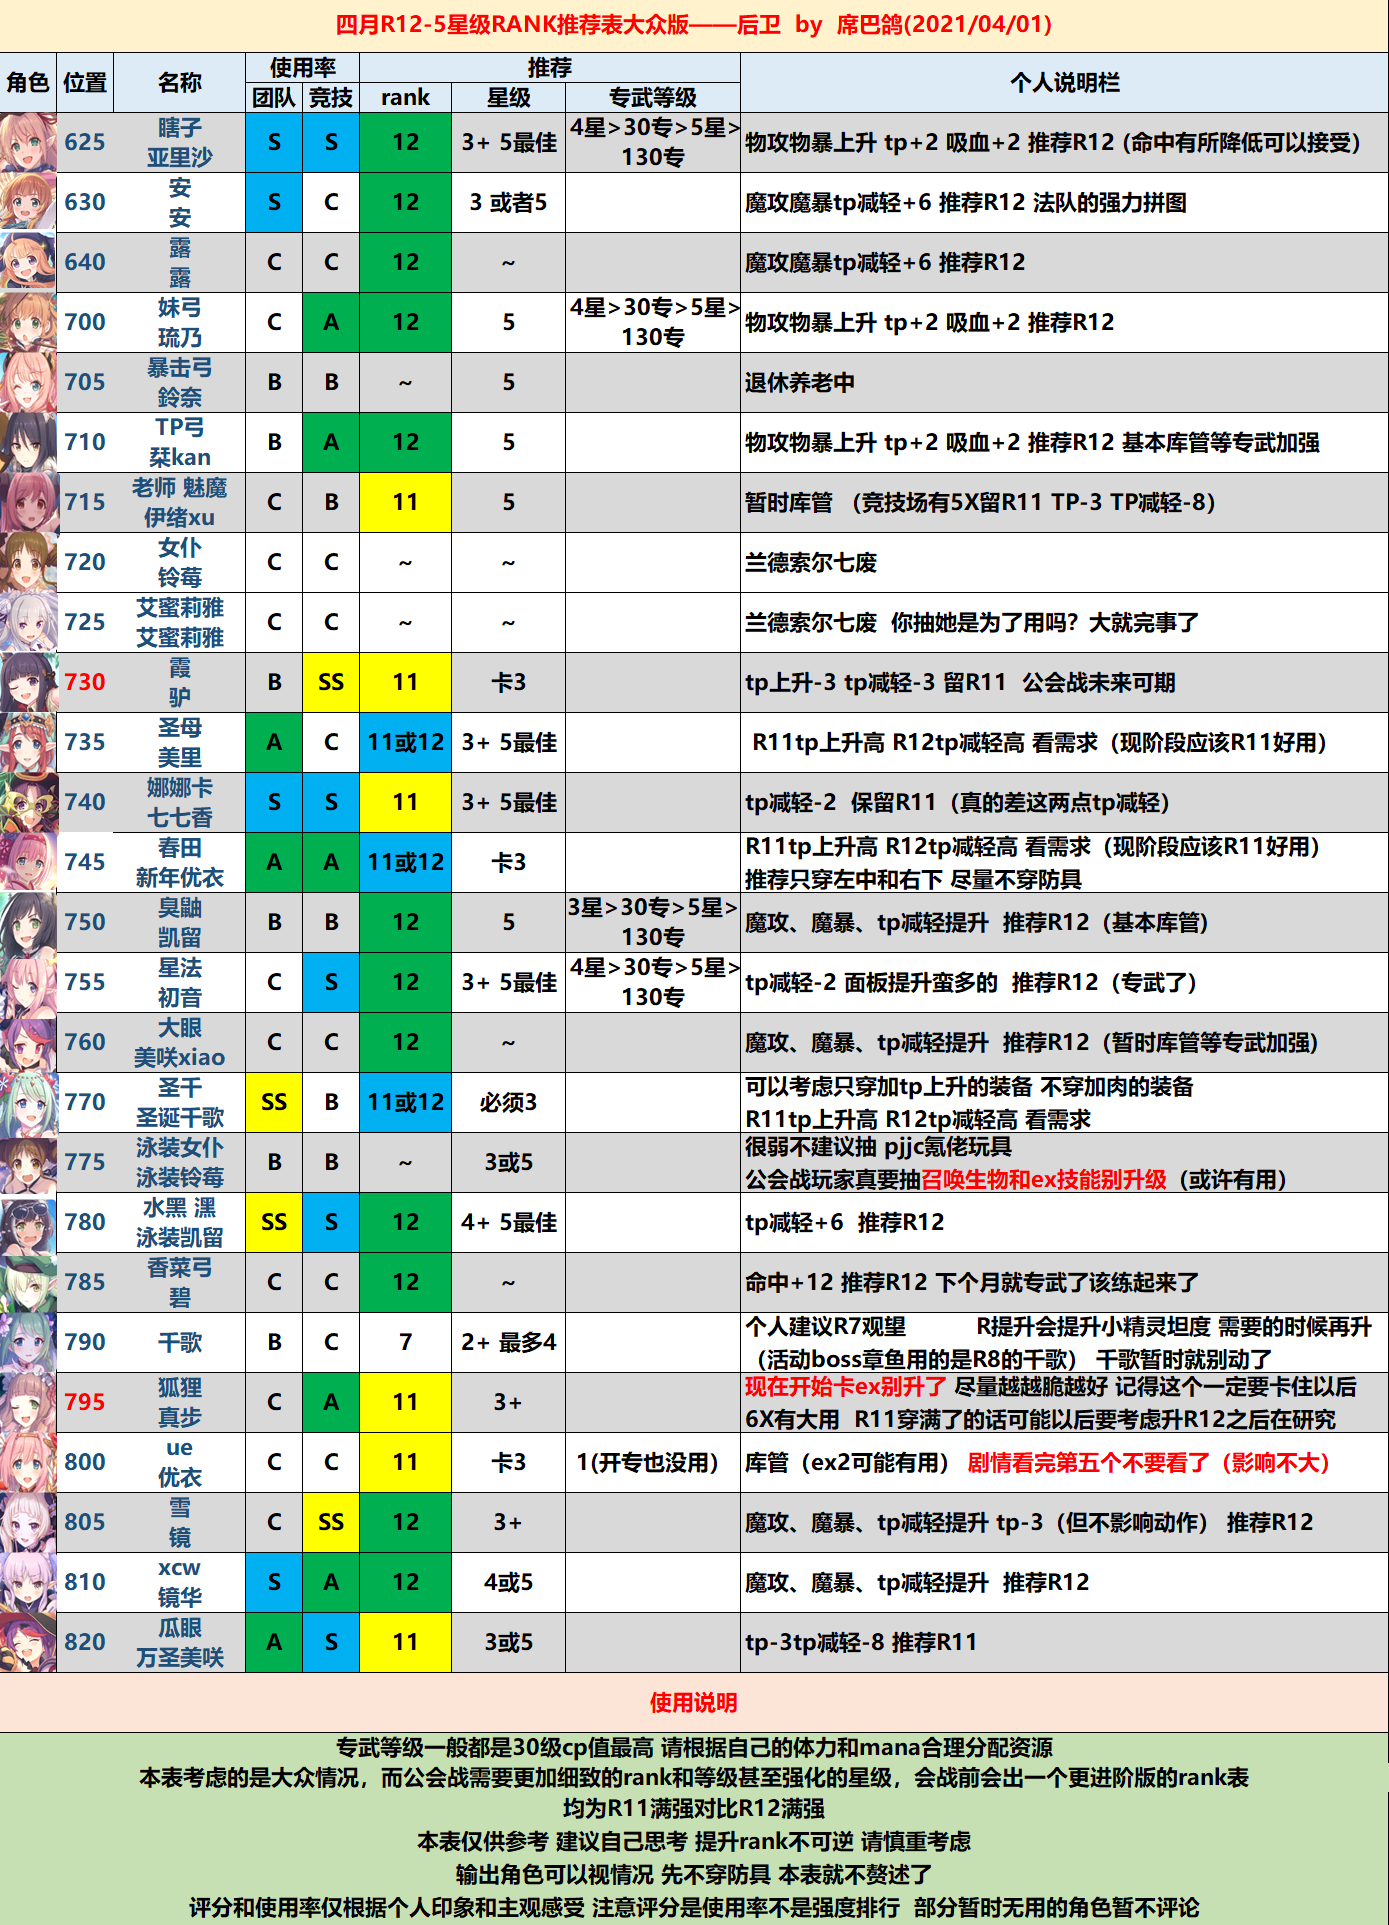 四月R12-5星级RANK推荐表大众版——后卫 by 席巴鸽(2021/04/01)
角色 位置 名称 使用率 推荐 个人说明栏
团队 竞技 rank 星级 专武等级
瞎子
亚里沙
625 S S 12 3+ 5最佳
4星>30专>5星>
130专
物攻物暴上升 tp+2 吸血+2 推荐R12 (命中有所降低可以接受)
安
安
630 S C 12 3 或者5
魔攻魔暴tp减轻+6 推荐R12 法队的强力拼图
露
露
640 C C 12 ~
魔攻魔暴tp减轻+6 推荐R12
妹弓
琉乃
700 C A 12 5
4星>30专>5星>
130专
物攻物暴上升 tp+2 吸血+2 推荐R12
暴击弓
鈴奈
705 B B ~ 5
退休养老中
TP弓
栞kan
710 B A 12 5
物攻物暴上升 tp+2 吸血+2 推荐R12 基本库管等专武加强
老师 魅魔
伊绪xu
715 C B 11 5
暂时库管 （竞技场有5X留R11 TP-3 TP减轻-8）
女仆
铃莓
720 C C ~ ~
兰德索尔七废
艾蜜莉雅
艾蜜莉雅
725 C C ~ ~
兰德索尔七废 你抽她是为了用吗？大就完事了
霞
驴
730 B SS 11 卡3
tp上升-3 tp减轻-3 留R11 公会战未来可期
圣母
美里
735 A C 11或12 3+ 5最佳
R11tp上升高 R12tp减轻高 看需求（现阶段应该R11好用）
娜娜卡
七七香
740 S S 11 3+ 5最佳
tp减轻-2 保留R11（真的差这两点tp减轻）
春田
新年优衣
745 A A 11或12 卡3
R11tp上升高 R12tp减轻高 看需求（现阶段应该R11好用）
推荐只穿左中和右下 尽量不穿防具
臭鼬
凯留
750 B B 12 5
3星>30专>5星>
130专
魔攻、魔暴、tp减轻提升 推荐R12（基本库管）
星法
初音
755 C S 12 3+ 5最佳
4星>30专>5星>
130专
tp减轻-2 面板提升蛮多的 推荐R12（专武了）
大眼
美咲xiao
760 C C 12 ~
魔攻、魔暴、tp减轻提升 推荐R12（暂时库管等专武加强）
圣千
圣诞千歌
770 SS B 11或12 必须3
可以考虑只穿加tp上升的装备 不穿加肉的装备
R11tp上升高 R12tp减轻高 看需求
泳装女仆
泳装铃莓
775 B B ~ 3或5
很弱不建议抽 pjjc氪佬玩具
公会战玩家真要抽召唤生物和ex技能别升级（或许有用）
水黑 潶
泳装凯留
780 SS S 12 4+ 5最佳
tp减轻+6 推荐R12
香菜弓
碧
785 C C 12 ~
命中+12 推荐R12 下个月就专武了该练起来了
千歌
790 B C 7 2+ 最多4
个人建议R7观望 R提升会提升小精灵坦度 需要的时候再升
（活动boss章鱼用的是R8的千歌） 千歌暂时就别动了
狐狸
真步
795 C A 11 3+
现在开始卡ex别升了 尽量越越脆越好 记得这个一定要卡住以后
6X有大用 R11穿满了的话可能以后要考虑升R12之后在研究
ue
优衣
800 C C 11 卡3 1(开专也没用）
库管（ex2可能有用） 剧情看完第五个不要看了（影响不大）
雪
镜
805 C SS 12 3+
魔攻、魔暴、tp减轻提升 tp-3（但不影响动作） 推荐R12
xcw
镜华
810 S A 12 4或5
魔攻、魔暴、tp减轻提升 推荐R12
瓜眼
万圣美咲
820 A S 11 3或5
tp-3tp减轻-8 推荐R11
使用说明
专武等级一般都是30级cp值最高 请根据自己的体力和mana合理分配资源
本表考虑的是大众情况，而公会战需要更加细致的rank和等级甚至强化的星级，会战前会出一个更进阶版的rank表
均为R11满强对比R12满强
本表仅供参考 建议自己思考 提升rank不可逆 请慎重考虑
输出角色可以视情况 先不穿防具 本表就不赘述了
评分和使用率仅根据个人印象和主观感受 注意评分是使用率不是强度排行 部分暂时无用的角色暂不评论